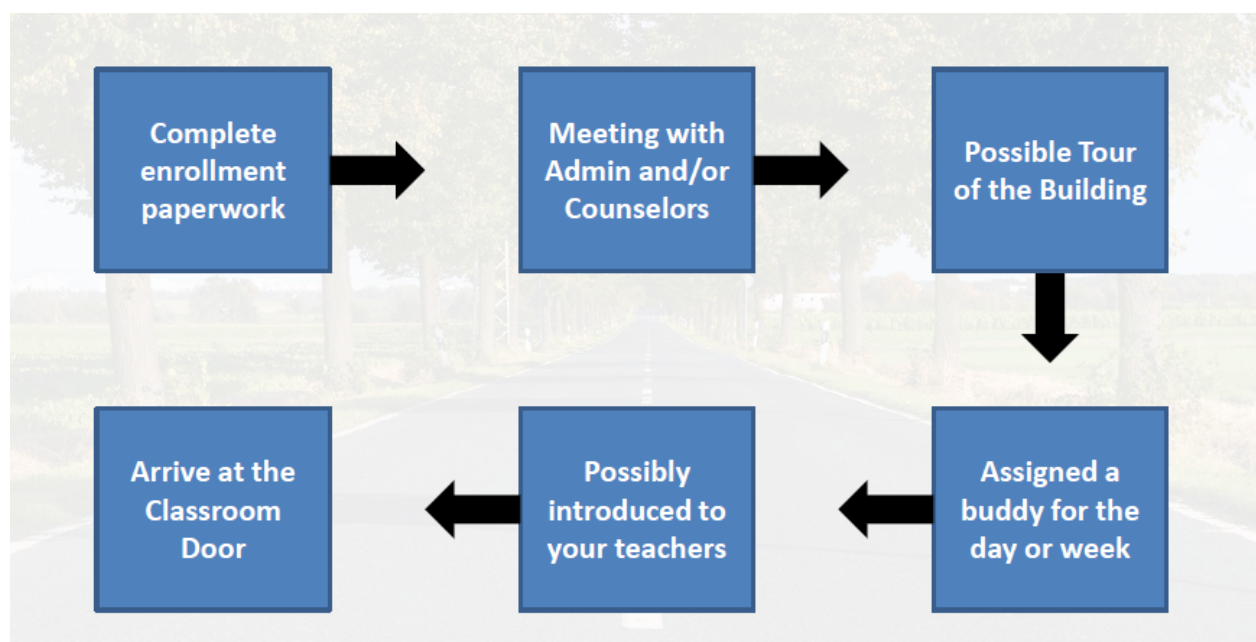 Complete
enrollment
paperwork
Meeting with
Admin and/or
Counselors
Possible Tour
of the Building
Assigned a
buddy for the
day or week
Possibly
introduced to
your teachers
Arrive at the
Classroom
Door